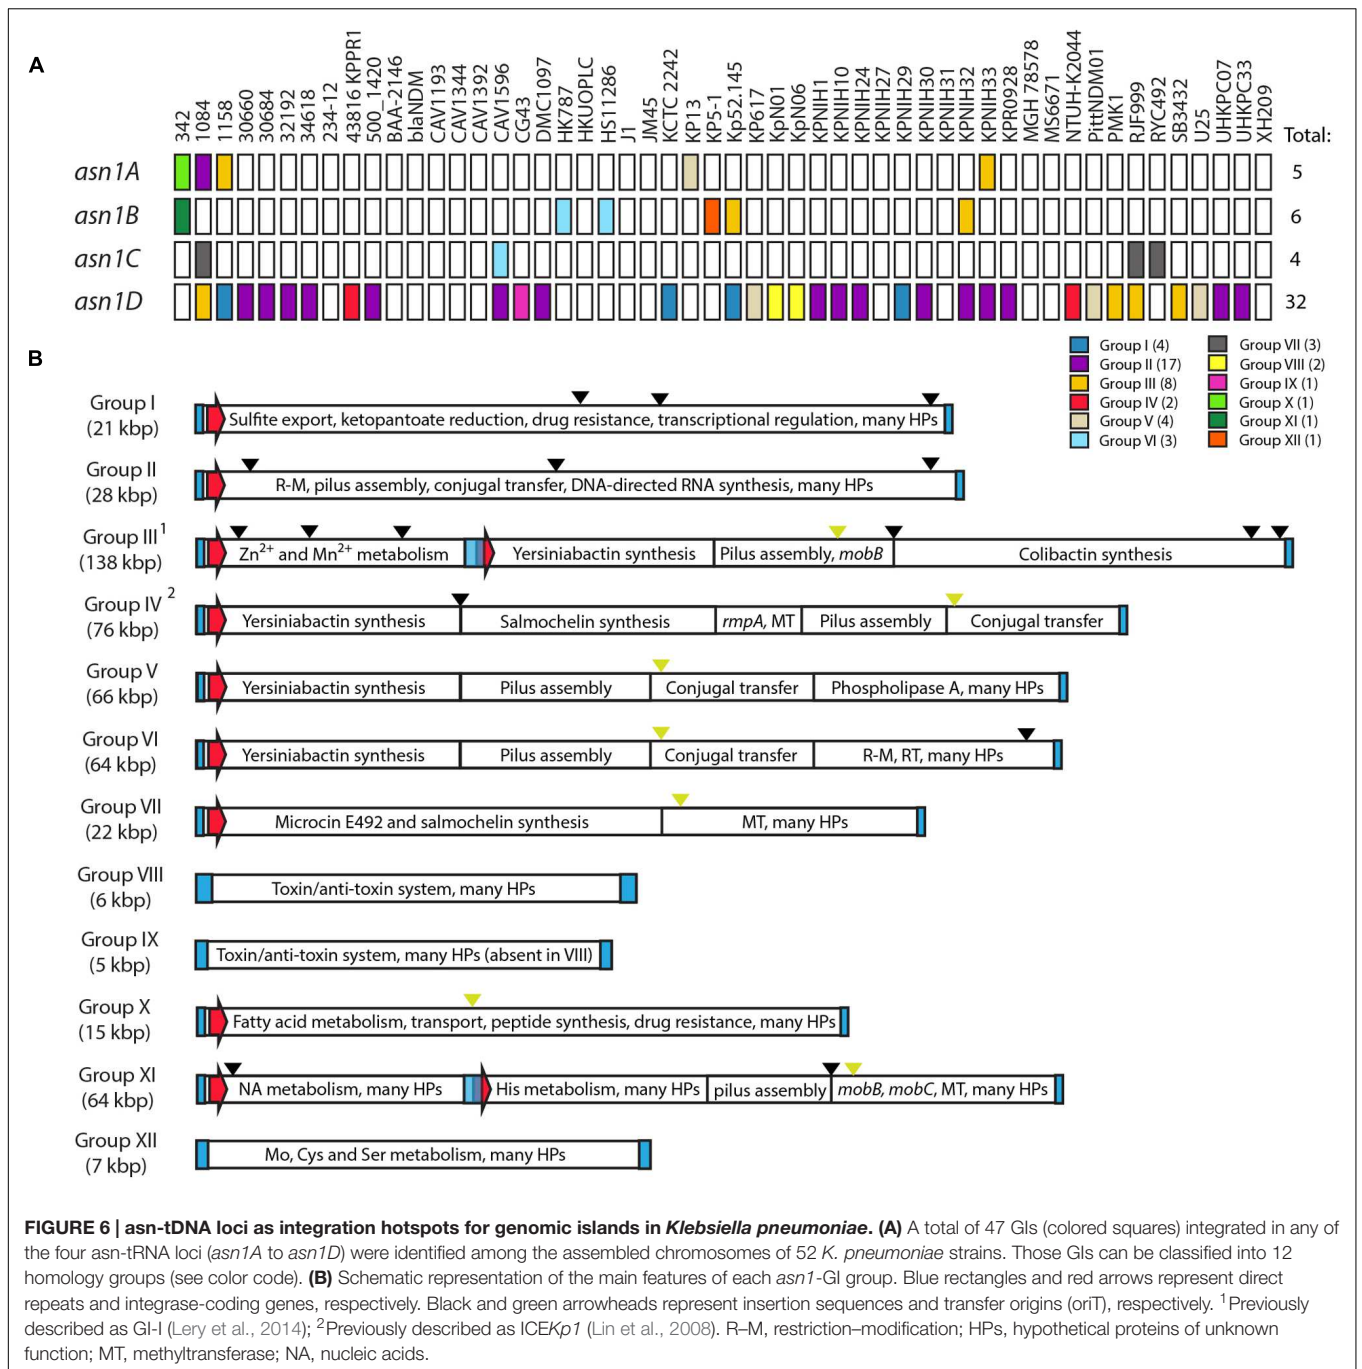 A
342
1084
1158
30660
30684
32192
34618
234-12
43816 KPPR1
500_1420
BAA-2146
blaNDM
CAV1193
CAV1344
CAV1392
CAV1596
CG43
DMC1097
HK787
HKUOPLC
HS11286
J1
JM45
KCTC 2242
KP13
KP5-1
Kp52.145
KP617
KpN01
KpN06
KPNIH1
KPNIH10
KPNIH24
KPNIH27
KPNIH29
KPNIH30
KPNIH31
KPNIH32
KPNIH33
KPR0928
MGH 78578
MS6671
NTUH-K2044
PittNDM01
PMK1
RJF999
RYC492
SB3432
U25
UHKPC07
UHKPC33
XH209
Total:
asn1A 5
asn1B 6
asn1C 4
asn1D 32
Group I (4)
Group II (17)
Group III (8)
Group IV (2)
Group V (4)
Group VI (3)
Group VII (3)
Group VIII (2)
Group IX (1)
Group X (1)
Group XI (1)
Group XII (1)
B
Group I
(21 kbp)
Sulfite export, ketopantoate reduction, drug resistance, transcriptional regulation, many HPs
Group II
(28 kbp)
R-M, pilus assembly, conjugal transfer, DNA-directed RNA synthesis, many HPs
Group III 1
(138 kbp)
Zn2+ and Mn2+ metabolism
Yersiniabactin synthesis
Pilus assembly, mobB
Colibactin synthesis
Group IV 2
(76 kbp)
Yersiniabactin synthesis
Salmochelin synthesis
rmpA, MT
Pilus assembly
Conjugal transfer
Group V
(66 kbp)
Yersiniabactin synthesis
Pilus assembly
Conjugal transfer
Phospholipase A, many HPs
Group VI
(64 kbp)
Yersiniabactin synthesis
Pilus assembly
Conjugal transfer
R-M, RT, many HPs
Group VII
(22 kbp)
Microcin E492 and salmochelin synthesis
MT, many HPs
Group VIII
(6 kbp)
Toxin/anti-toxin system, many HPs
Group IX
(5 kbp)
Toxin/anti-toxin system, many HPs (absent in VIII)
Group X
(15 kbp)
Fatty acid metabolism, transport, peptide synthesis, drug resistance, many HPs
Group XI
(64 kbp)
NA metabolism, many HPs
His metabolism, many HPs
pilus assembly
mobB, mobC, MT, many HPs
Group XII
(7 kbp)
Mo, Cys and Ser metabolism, many HPs
FIGURE 6 | asn-tDNA loci as integration hotspots for genomic islands in Klebsiella pneumoniae. (A) A total of 47 GIs (colored squares) integrated in any of
the four asn-tRNA loci (asn1A to asn1D) were identified among the assembled chromosomes of 52 K. pneumoniae strains. Those GIs can be classified into 12
homology groups (see color code). (B) Schematic representation of the main features of each asn1-GI group. Blue rectangles and red arrows represent direct
repeats and integrase-coding genes, respectively. Black and green arrowheads represent insertion sequences and transfer origins (oriT), respectively. 1Previously
described as GI-I (Lery et al., 2014); 2Previously described as ICEKp1 (Lin et al., 2008). R–M, restriction–modification; HPs, hypothetical proteins of unknown
function; MT, methyltransferase; NA, nucleic acids.